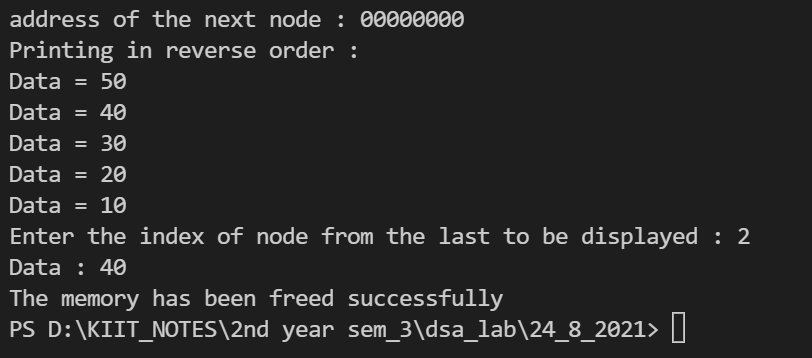 address of the next node : 00000000
Printing in reverse order :
Data = 50
Data = 40
Data = 30
Data = 20
Data = 10
Enter the index of node from the last to be displayed : 2
Data : 40
The memory has been freed successfully
PS D:\KIIT_NOTES\2nd year sem_3\dsa_lab\24_8_2021>